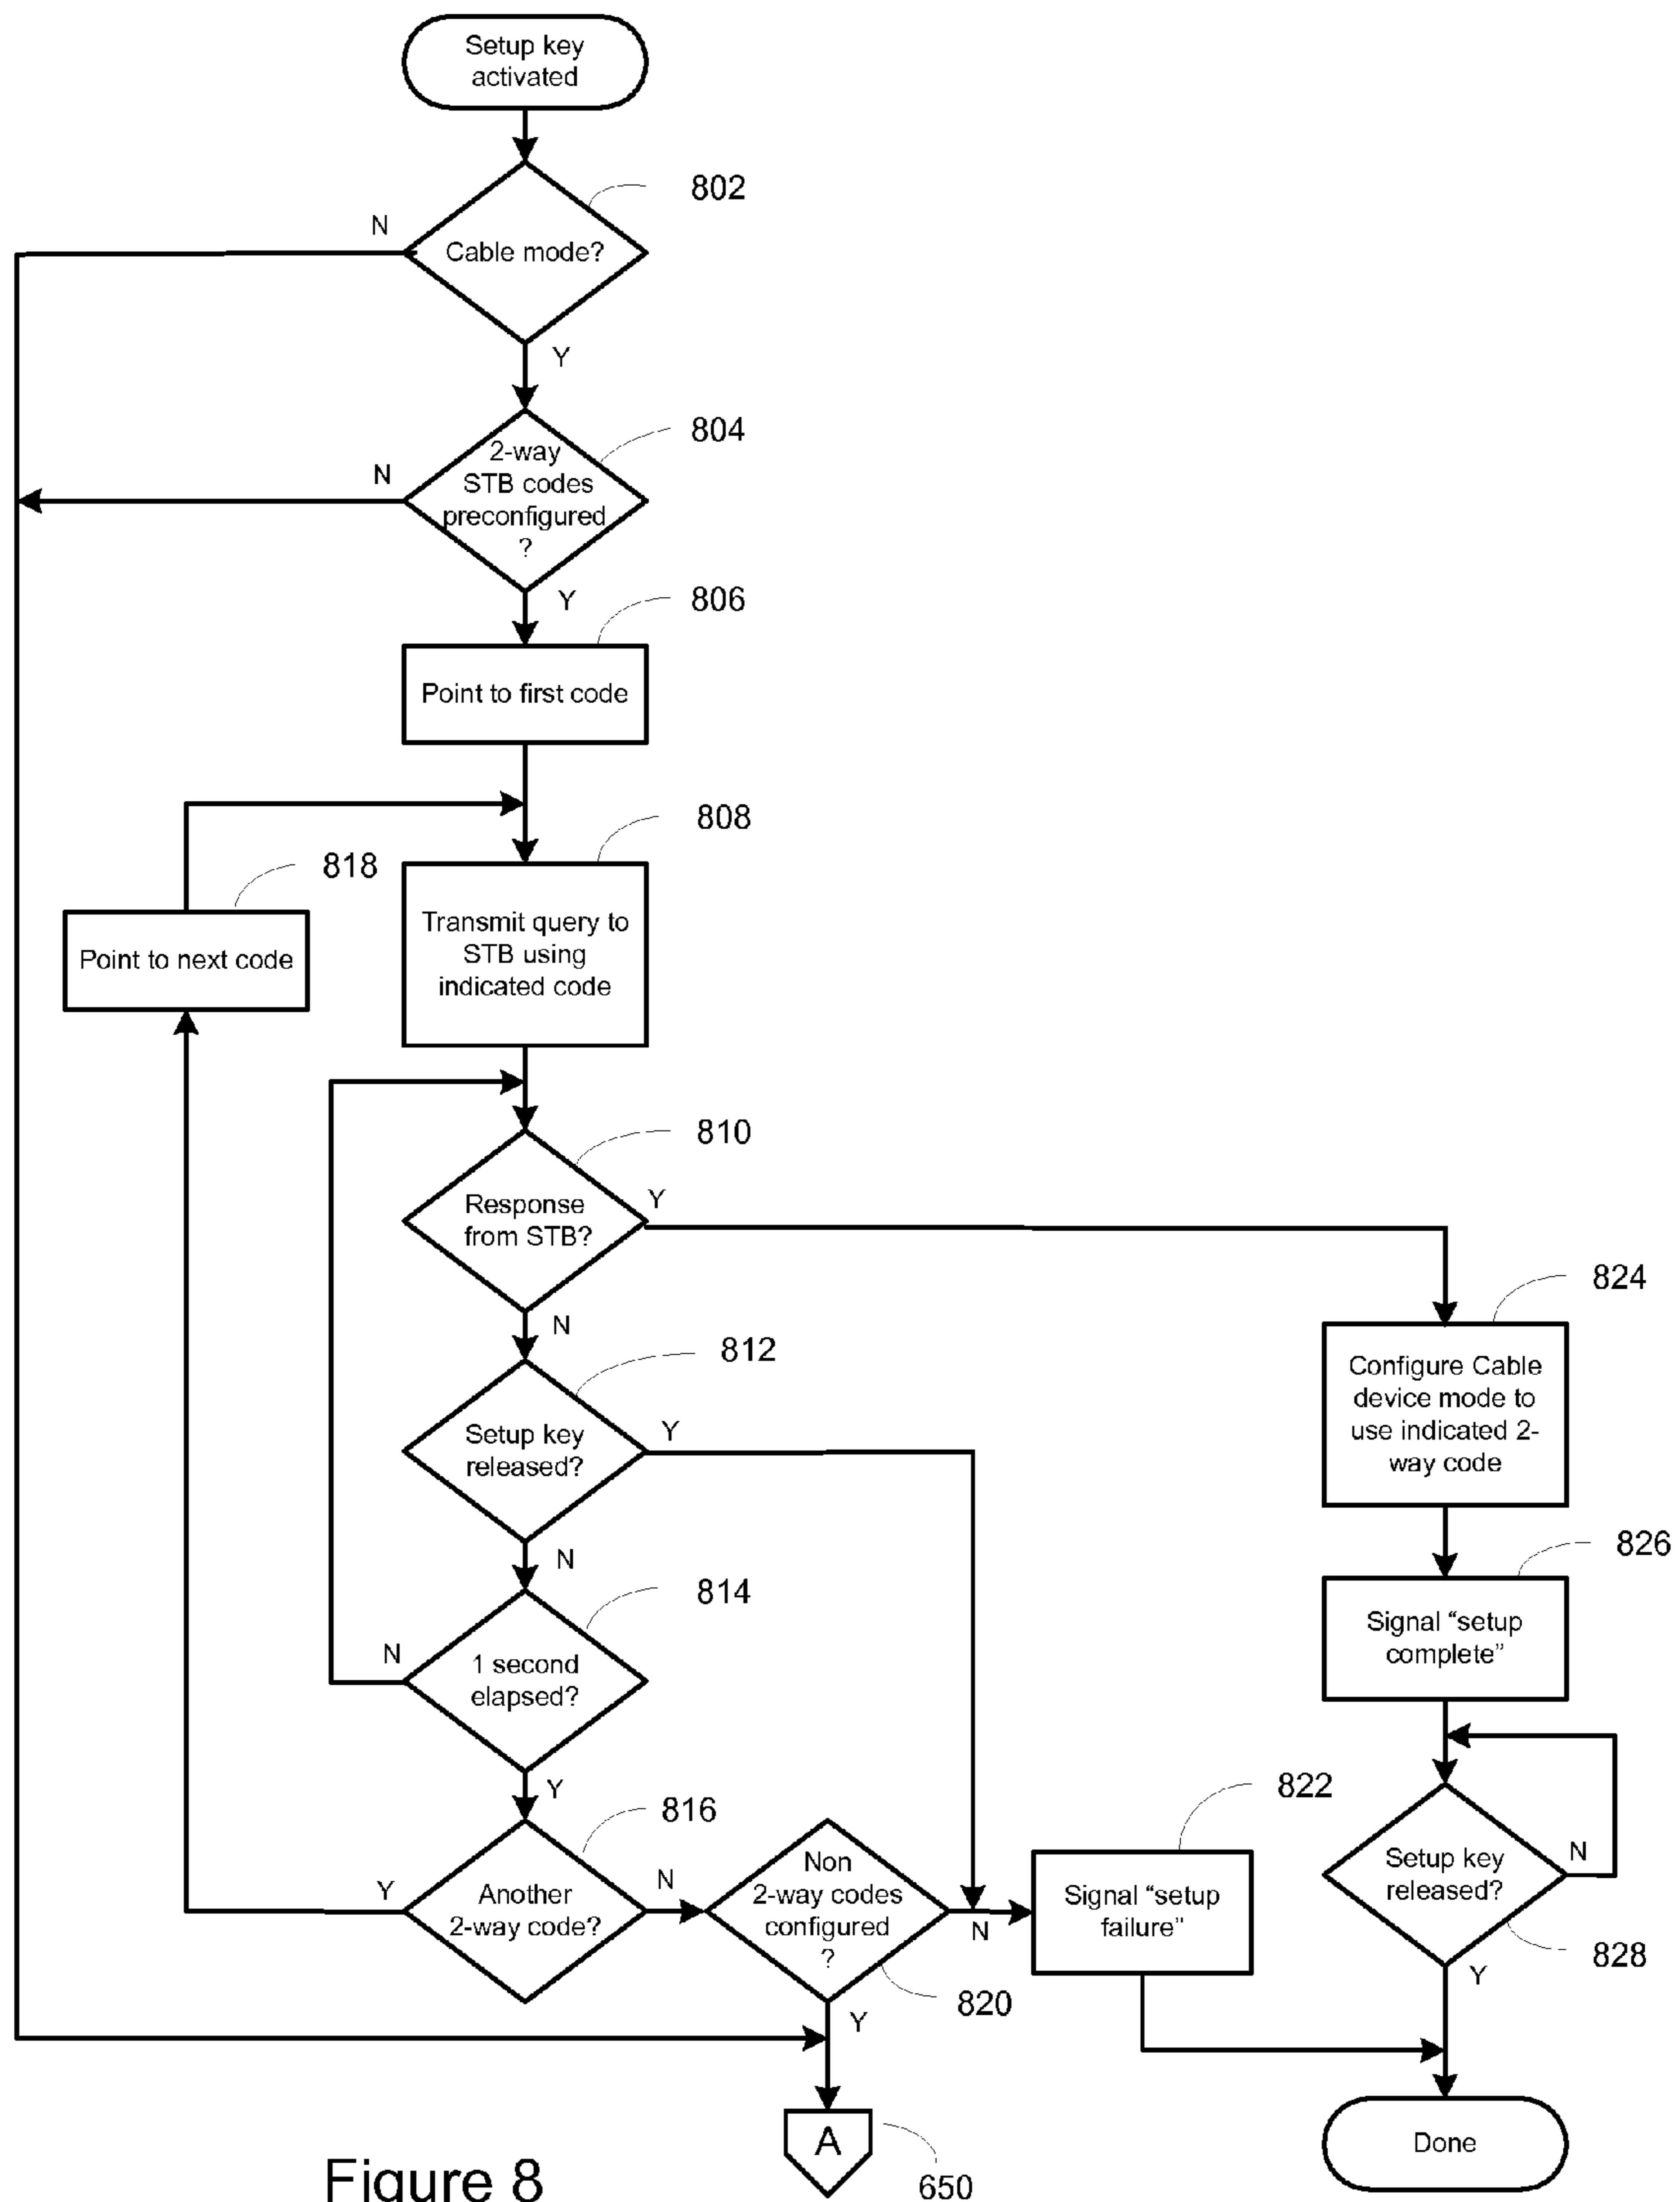 Setup key
activated
802
N
Cable mode?
Y
804
N
2-way
STB codes
preconfigured
?
Y
806
Point to first code
808
818
Transmit query to
STB using
indicated code
Point to next code
810
Response
from STB?
Y
N
824
Configure Cable
device mode to
use indicated 2-
way code
812
Setup key
released?
Y
N
826
Signal “setup
complete”
814
N
1 second
elapsed?
Y
816
Y
Another
2-way code?
N
Non
2-way codes
configured
?
N
820
Y
822
Signal “setup
failure”
Setup key
released?
N
828
Y
A
650
Done
Figure 8